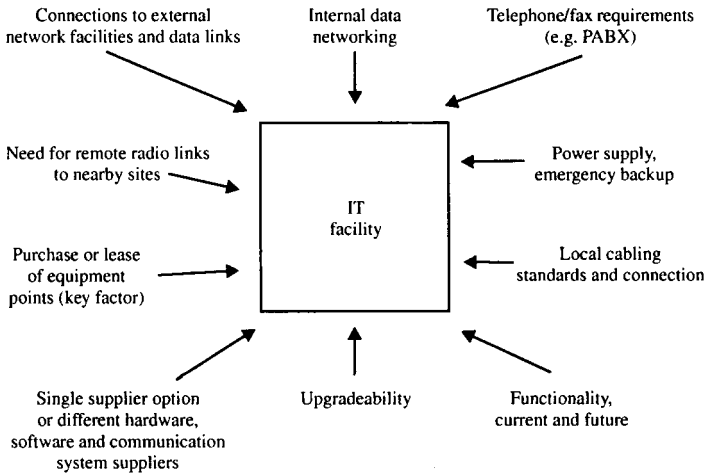 Connections to external
network facilities and data links
Internal data
networking
Telephone/fax requirements
(e.g. PABX)
Need for remote radio links
to nearby sites
Power supply,
emergency backup
IT
facility
Purchase or lease
of equipment
points (key factor)
Local cabling
standards and connection
Single supplier option
or different hardware,
software and communication
system suppliers
Upgradeability
Functionality,
current and future